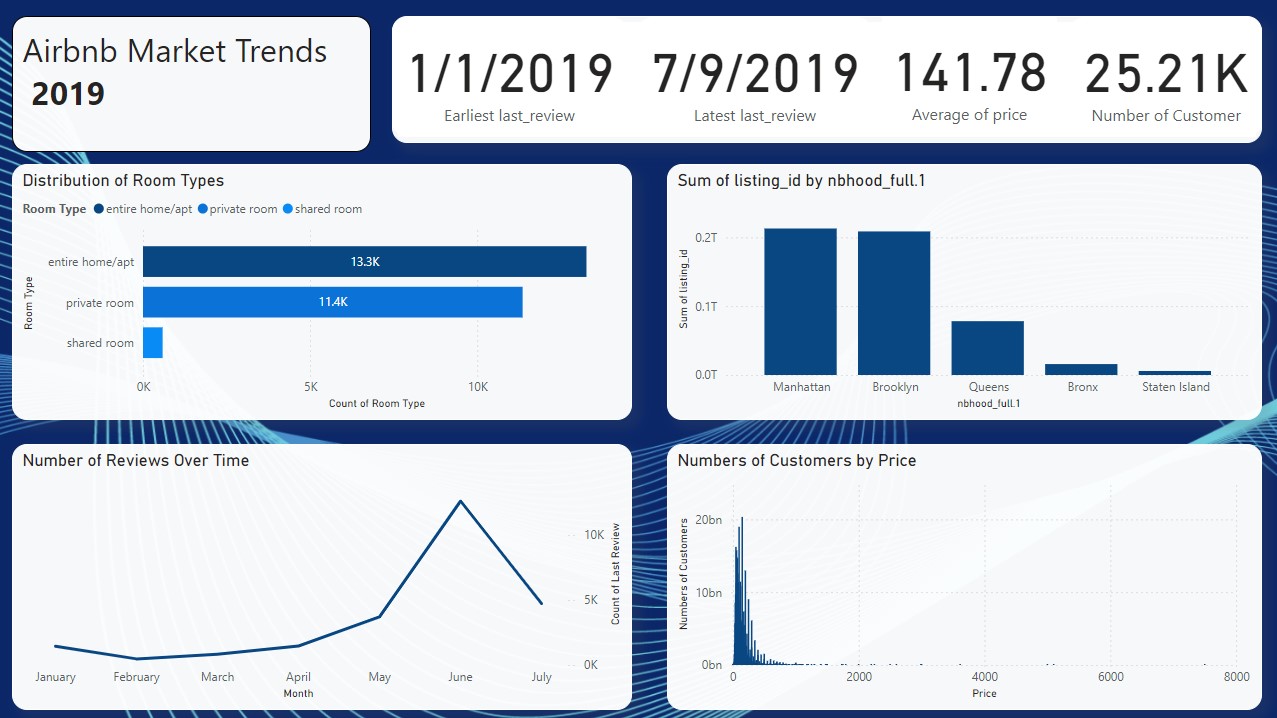 Airbnb Market Trends
2019
1/1/2019
Earliest last_review
7/9/2019
Latest last_review
141.78
Average of price
25.21K
Number of Customer
Distribution of Room Types
Room Type entire home/apt private room shared room
Room Type
entire home/apt
13.3K
private room
11.4K
shared room
0K 5K 10K
Count of Room Type
Sum of listing_id by nbhood_full.1
Sum of listing_id
0.2T
0.1T
0.0T
Manhattan Brooklyn Queens Bronx Staten Island
nbhood_full.1
Number of Reviews Over Time
10K
5K
0K
Count of Last Review
January February March April May June July
Month
Numbers of Customers by Price
Numbers of Customers
20bn
10bn
0bn
0 2000 4000 6000 8000
Price